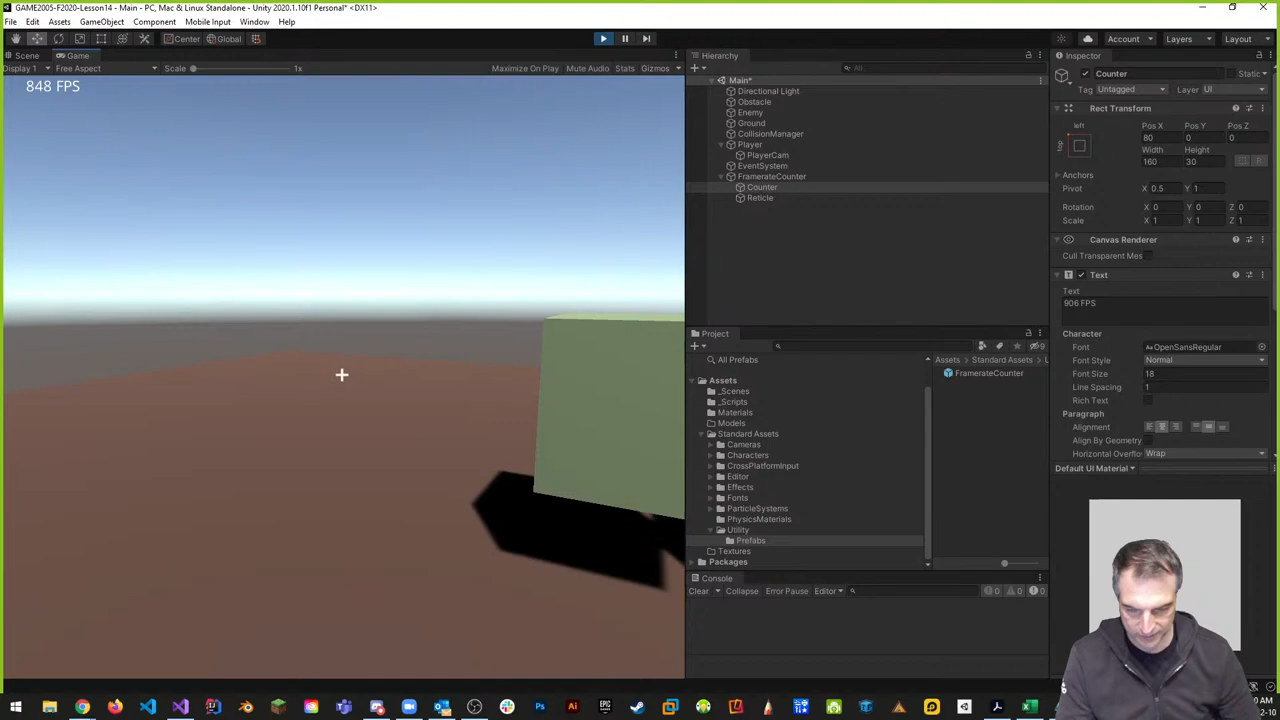 GAME2005-F2020-Lesson14 - Main - PC, Mac & Linux Standalone - Unity 2020.1.10f1 Personal* <DX11>
File Edit Assets GameObject Component Mobile Input Window Help
Center Global Account Layers Layout
Scene Game
Display 1 Free Aspect Scale 1x Maximize On Play Mute Audio Stats Gizmos
848 FPS
Hierarchy
All
Main*
Directional Light
Obstacle
Enemy
Ground
CollisionManager
Player
PlayerCam
EventSystem
FramerateCounter
Counter
Reticle
Project
9
All Prefabs
Assets
_Scenes
_Scripts
Materials
Models
Standard Assets
Cameras
Characters
CrossPlatformInput
Editor
Effects
Fonts
ParticleSystems
PhysicsMaterials
Utility
Prefabs
Textures
Packages
Assets Standard Assets U
FramerateCounter
Console
Clear Collapse Error Pause Editor 0 0 0
Inspector
Counter Static
Tag Untagged Layer UI
Rect Transform
left
top
Pos X Pos Y Pos Z
80 0 0
Width Height
160 30
Anchors
Pivot X 0.5 Y 1
Rotation X 0 Y 0 Z 0
Scale X 1 Y 1 Z 1
Canvas Renderer
Cull Transparent Mes
Text
Text
906 FPS
Character
Font OpenSansRegular
Font Style Normal
Font Size 18
Line Spacing 1
Rich Text
Paragraph
Alignment
Align By Geometry
Horizontal Overflo Wrap
Default UI Material